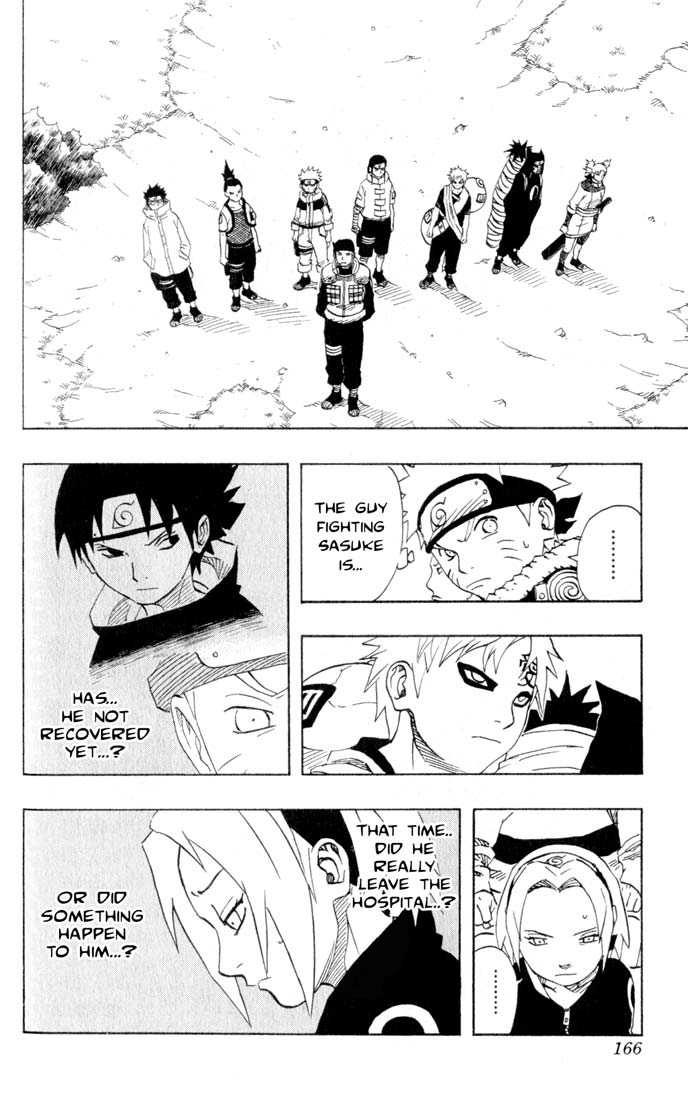 THE GUY
FIGHTING
SASUKE
IS...
.........
HAS...
HE NOT
RECOVERED
YET...?
.........
THAT TIME..
DID HE
REALLY
LEAVE THE
HOSPITAL..?
OR DID
SOMETHING
HAPPEN
TO HIM...?
166